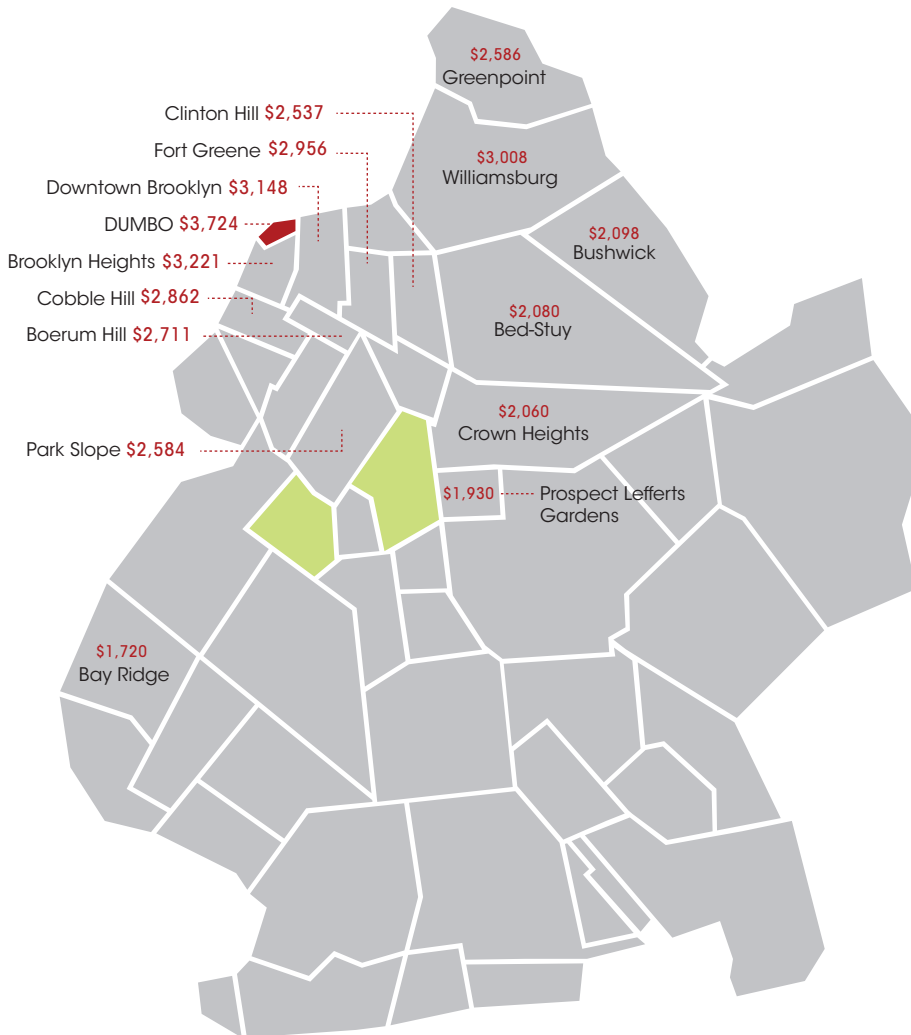 $2,586
Greenpoint
Clinton Hill $2,537
Fort Greene $2,956
$3,008
Williamsburg
Downtown Brooklyn $3,148
DUMBO $3,724
$2,098
Bushwick
Brooklyn Heights $3,221
Cobble Hill $2,862
$2,080
Bed-Stuy
Boerum Hill $2,711
$2,060
Crown Heights
Park Slope $2,584
$1,930 Prospect Lefferts
Gardens
$1,720
Bay Ridge